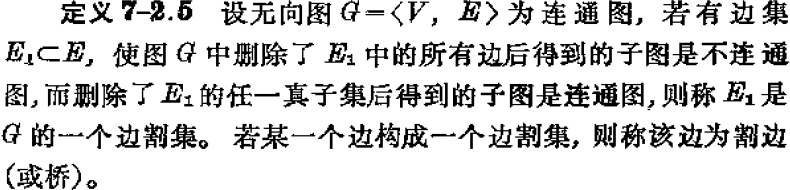 定义 7-2.5 设无向图 G=〈V, E〉为连通图, 若有边集
E₁⊂E, 使图 G 中删除了 E₁ 中的所有边后得到的子图是不连通
图,而删除了 E₁ 的任一真子集后得到的子图是连通图,则称 E₁ 是
G 的一个边割集。 若某一个边构成一个边割集, 则称该边为割边
(或桥)。